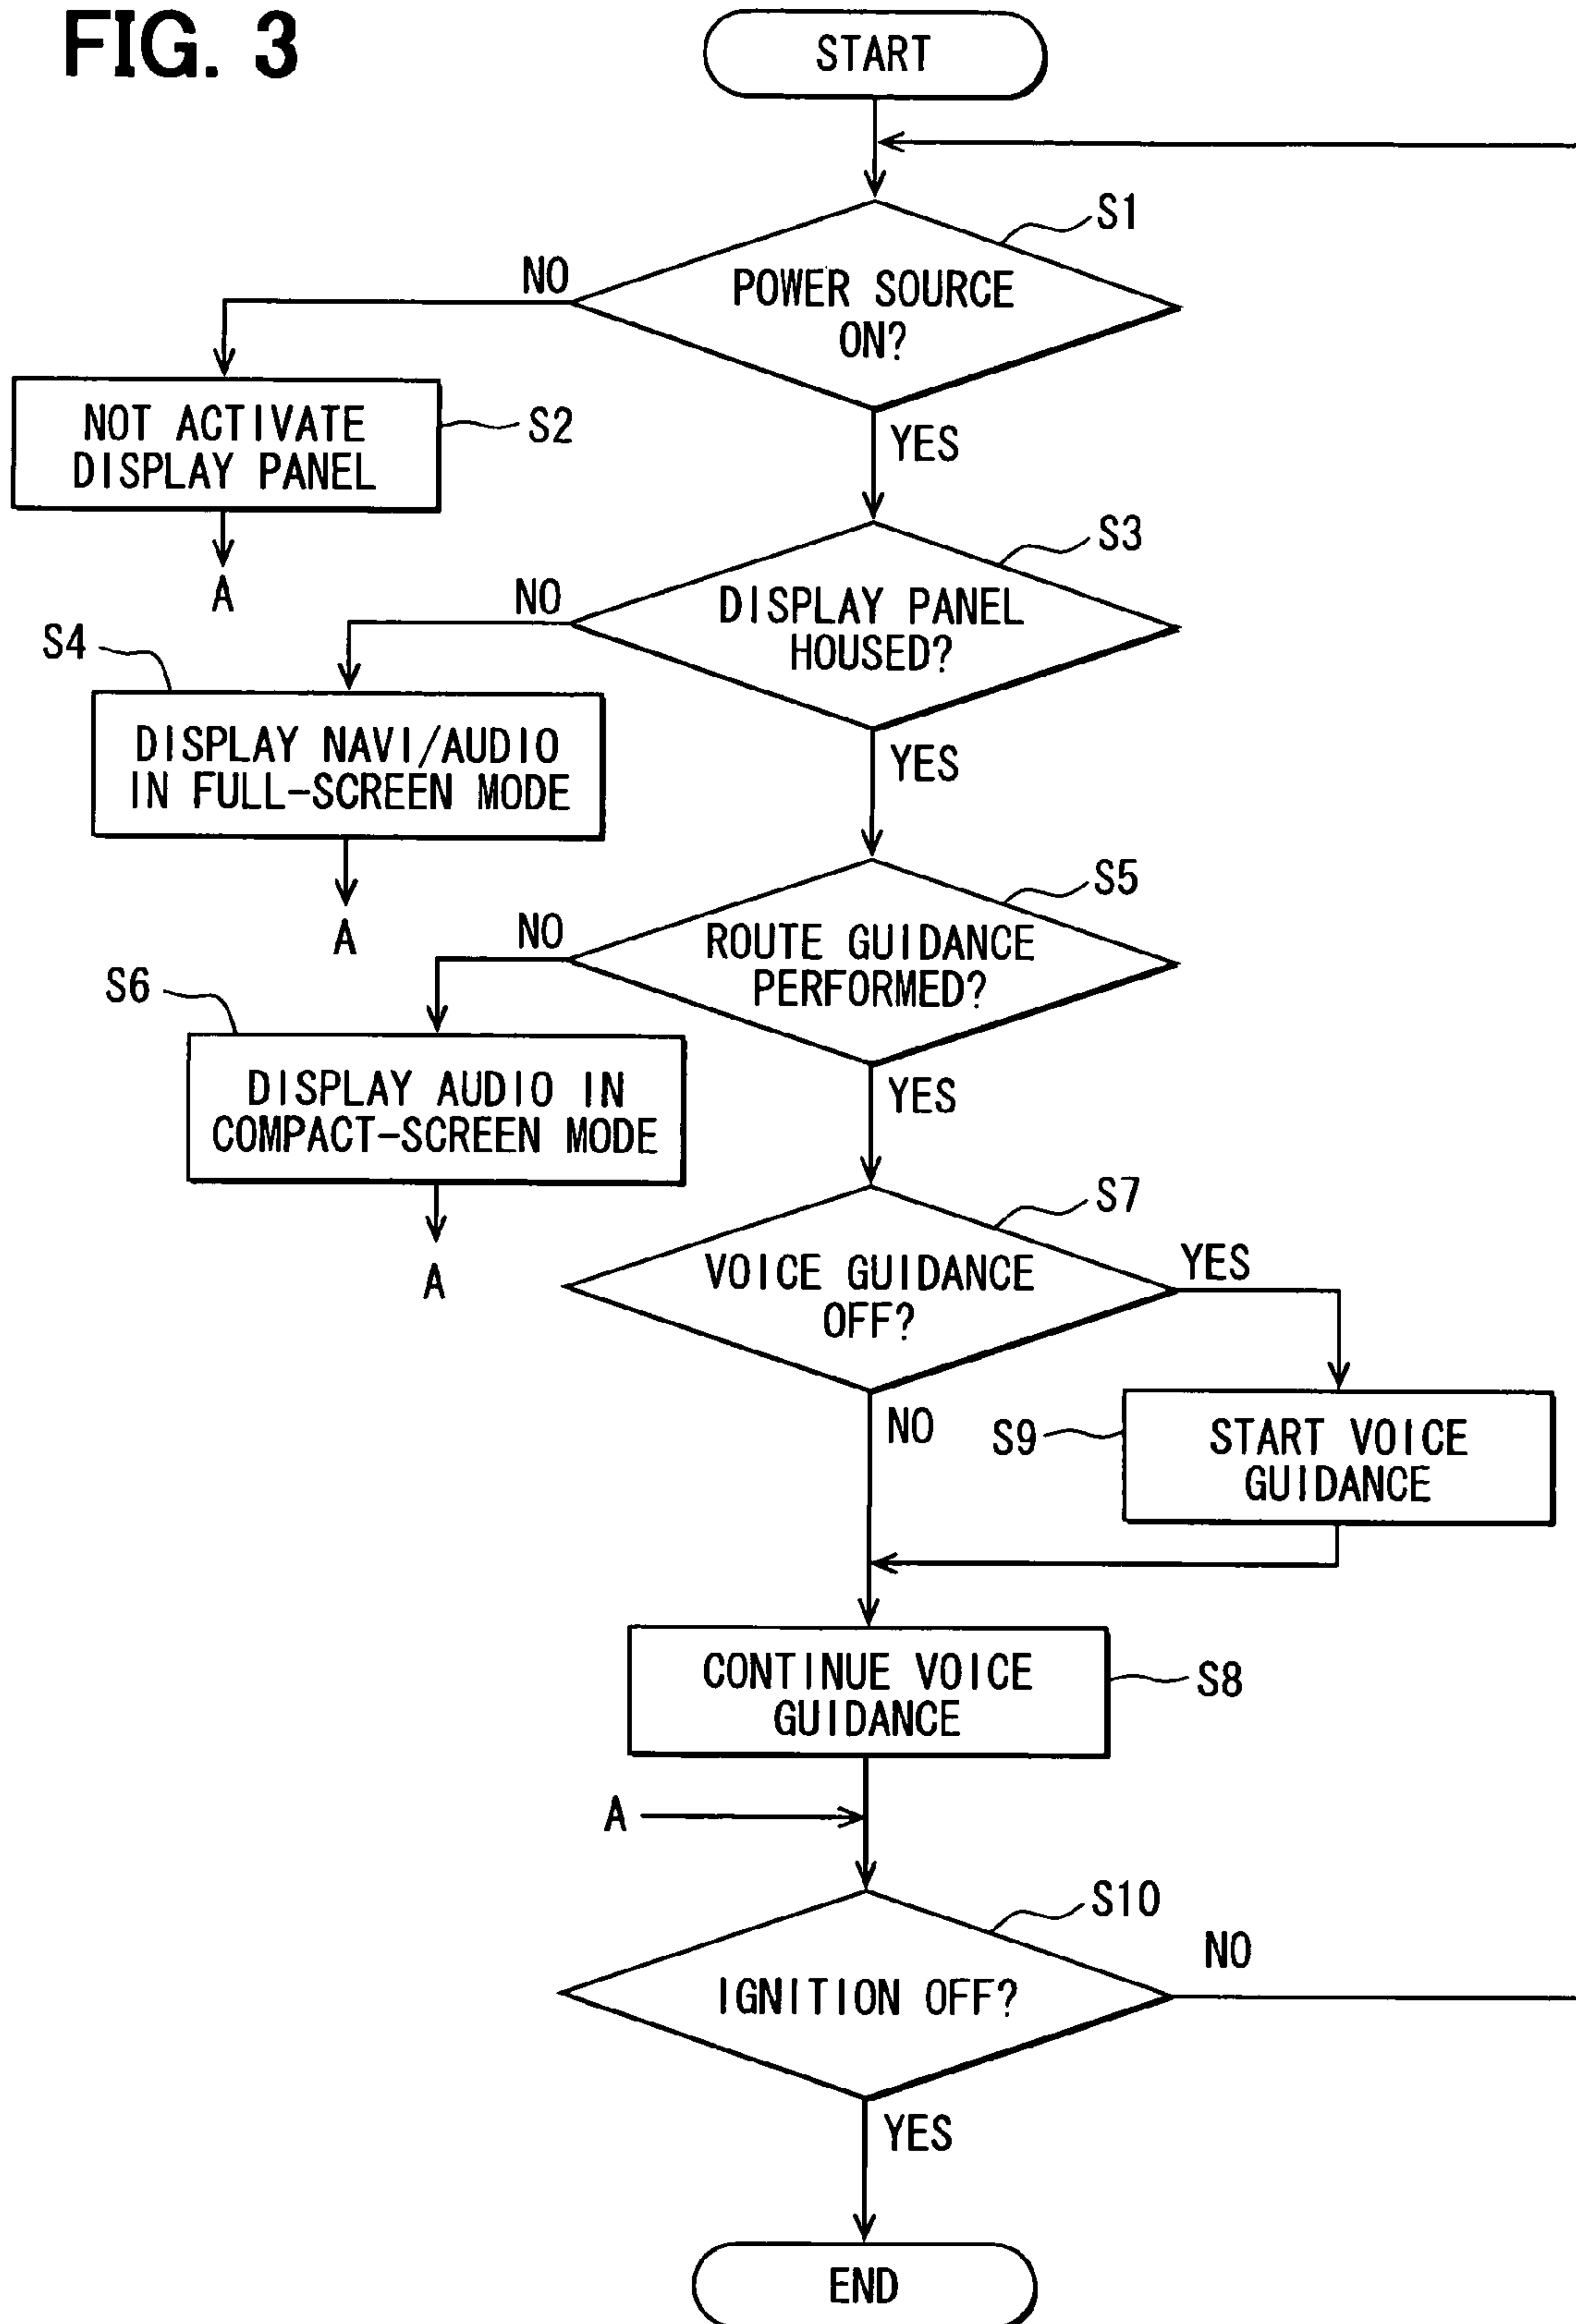 FIG. 3
START
S1
NO
POWER SOURCE
ON?
NOT ACTIVATE
DISPLAY PANEL
S2
YES
A
S3
NO
DISPLAY PANEL
HOUSED?
S4
DISPLAY NAVI/AUDIO
IN FULL-SCREEN MODE
YES
A
S5
NO
ROUTE GUIDANCE
PERFORMED?
S6
DISPLAY AUDIO IN
COMPACT-SCREEN MODE
YES
A
S7
VOICE GUIDANCE
OFF?
YES
NO
S9
START VOICE
GUIDANCE
CONTINUE VOICE
GUIDANCE
S8
A
S10
IGNITION OFF?
NO
YES
END